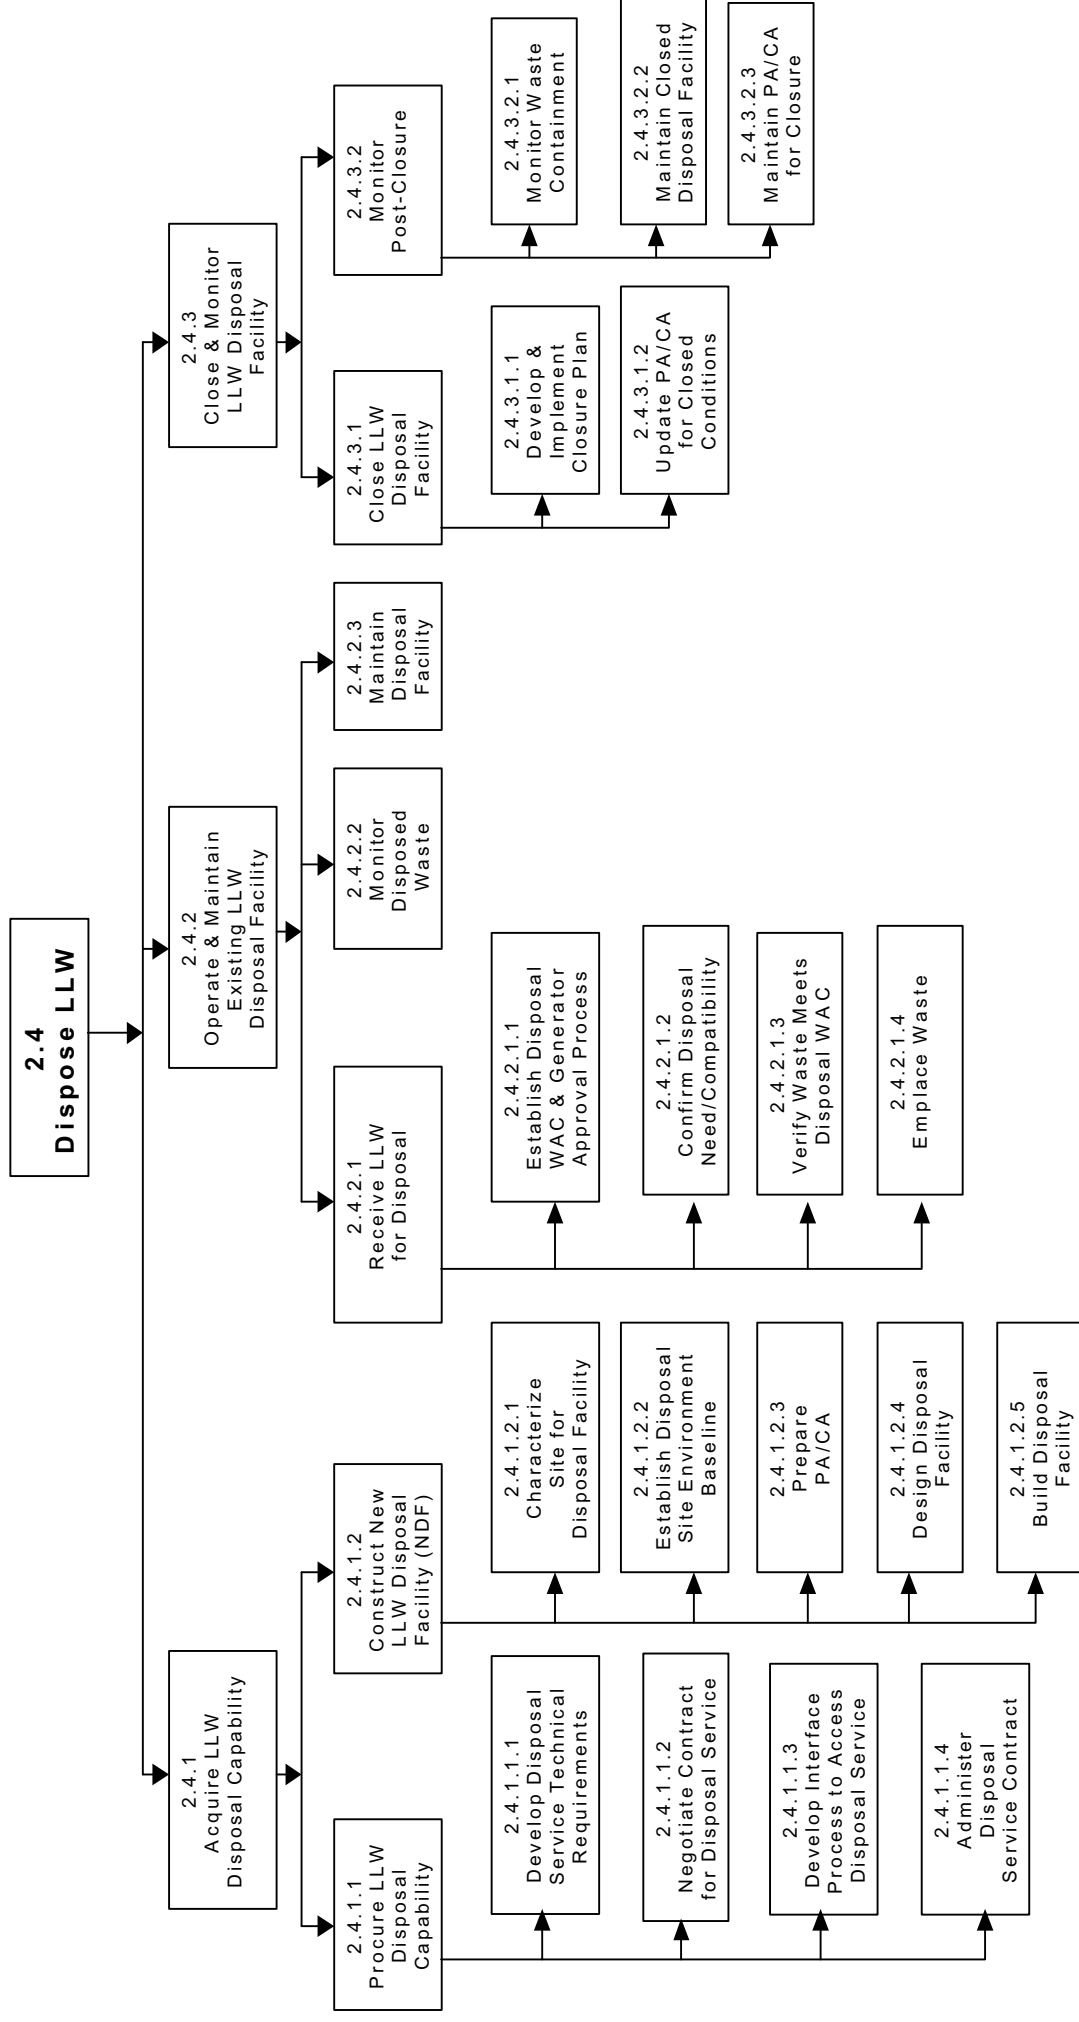 2.4
Dispose LLW
2.4.1
Acquire LLW
Disposal Capability
2.4.2
Operate & Maintain
Existing LLW
Disposal Facility
2.4.3
Close & Monitor
LLW Disposal
Facility
2.4.1.1
Procure LLW
Disposal
Capability
2.4.1.2
Construct New
LLW Disposal
Facility (NDF)
2.4.2.1
Receive LLW
for Disposal
2.4.2.2
Monitor
Disposed
Waste
2.4.2.3
Maintain
Disposal
Facility
2.4.3.1
Close LLW
Disposal
Facility
2.4.3.2
Monitor
Post-Closure
2.4.1.1.1
Develop Disposal
Service Technical
Requirements
2.4.1.1.2
Negotiate Contract
for Disposal Service
2.4.1.1.3
Develop Interface
Process to Access
Disposal Service
2.4.1.1.4
Administer
Disposal
Service Contract
2.4.1.2.1
Characterize
Site for
Disposal Facility
2.4.1.2.2
Establish Disposal
Site Environment
Baseline
2.4.1.2.3
Prepare
PA/CA
2.4.1.2.4
Design Disposal
Facility
2.4.1.2.5
Build Disposal
Facility
2.4.2.1.1
Establish Disposal
WAC & Generator
Approval Process
2.4.2.1.2
Confirm Disposal
Need/Compatibility
2.4.2.1.3
Verify Waste Meets
Disposal WAC
2.4.2.1.4
Emplace Waste
2.4.3.1.1
Develop &
Implement
Closure Plan
2.4.3.1.2
Update PA/CA
for Closed
Conditions
2.4.3.2.1
Monitor Waste
Containment
2.4.3.2.2
Maintain Closed
Disposal Facility
2.4.3.2.3
Maintain PA/CA
for Closure